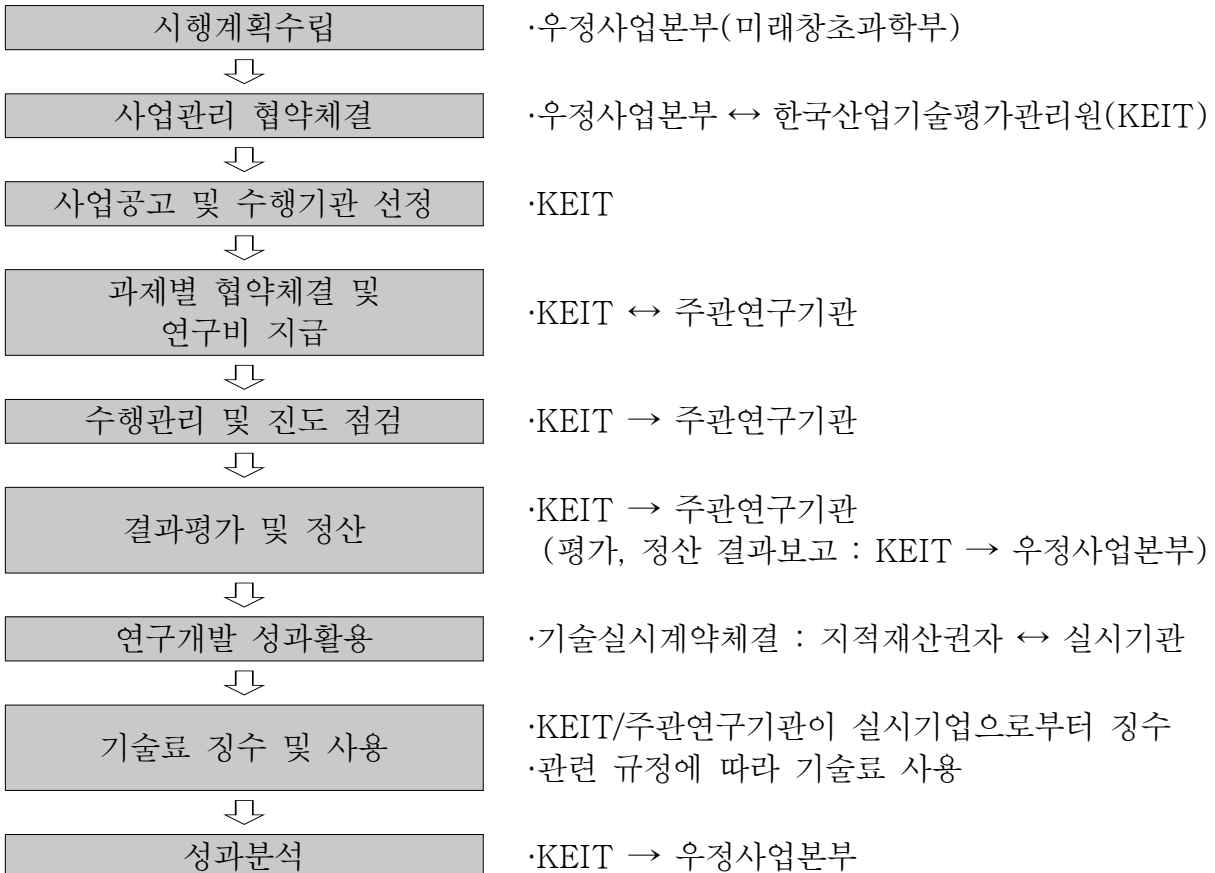 시행계획수립
·우정사업본부(미래창초과학부)
사업관리 협약체결
·우정사업본부 ↔ 한국산업기술평가관리원(KEIT)
사업공고 및 수행기관 선정
·KEIT
과제별 협약체결 및
연구비 지급
·KEIT ↔ 주관연구기관
수행관리 및 진도 점검
·KEIT → 주관연구기관
결과평가 및 정산
·KEIT → 주관연구기관
(평가, 정산 결과보고 : KEIT → 우정사업본부)
연구개발 성과활용
·기술실시계약체결 : 지적재산권자 ↔ 실시기관
기술료 징수 및 사용
·KEIT/주관연구기관이 실시기업으로부터 징수
·관련 규정에 따라 기술료 사용
성과분석
·KEIT → 우정사업본부